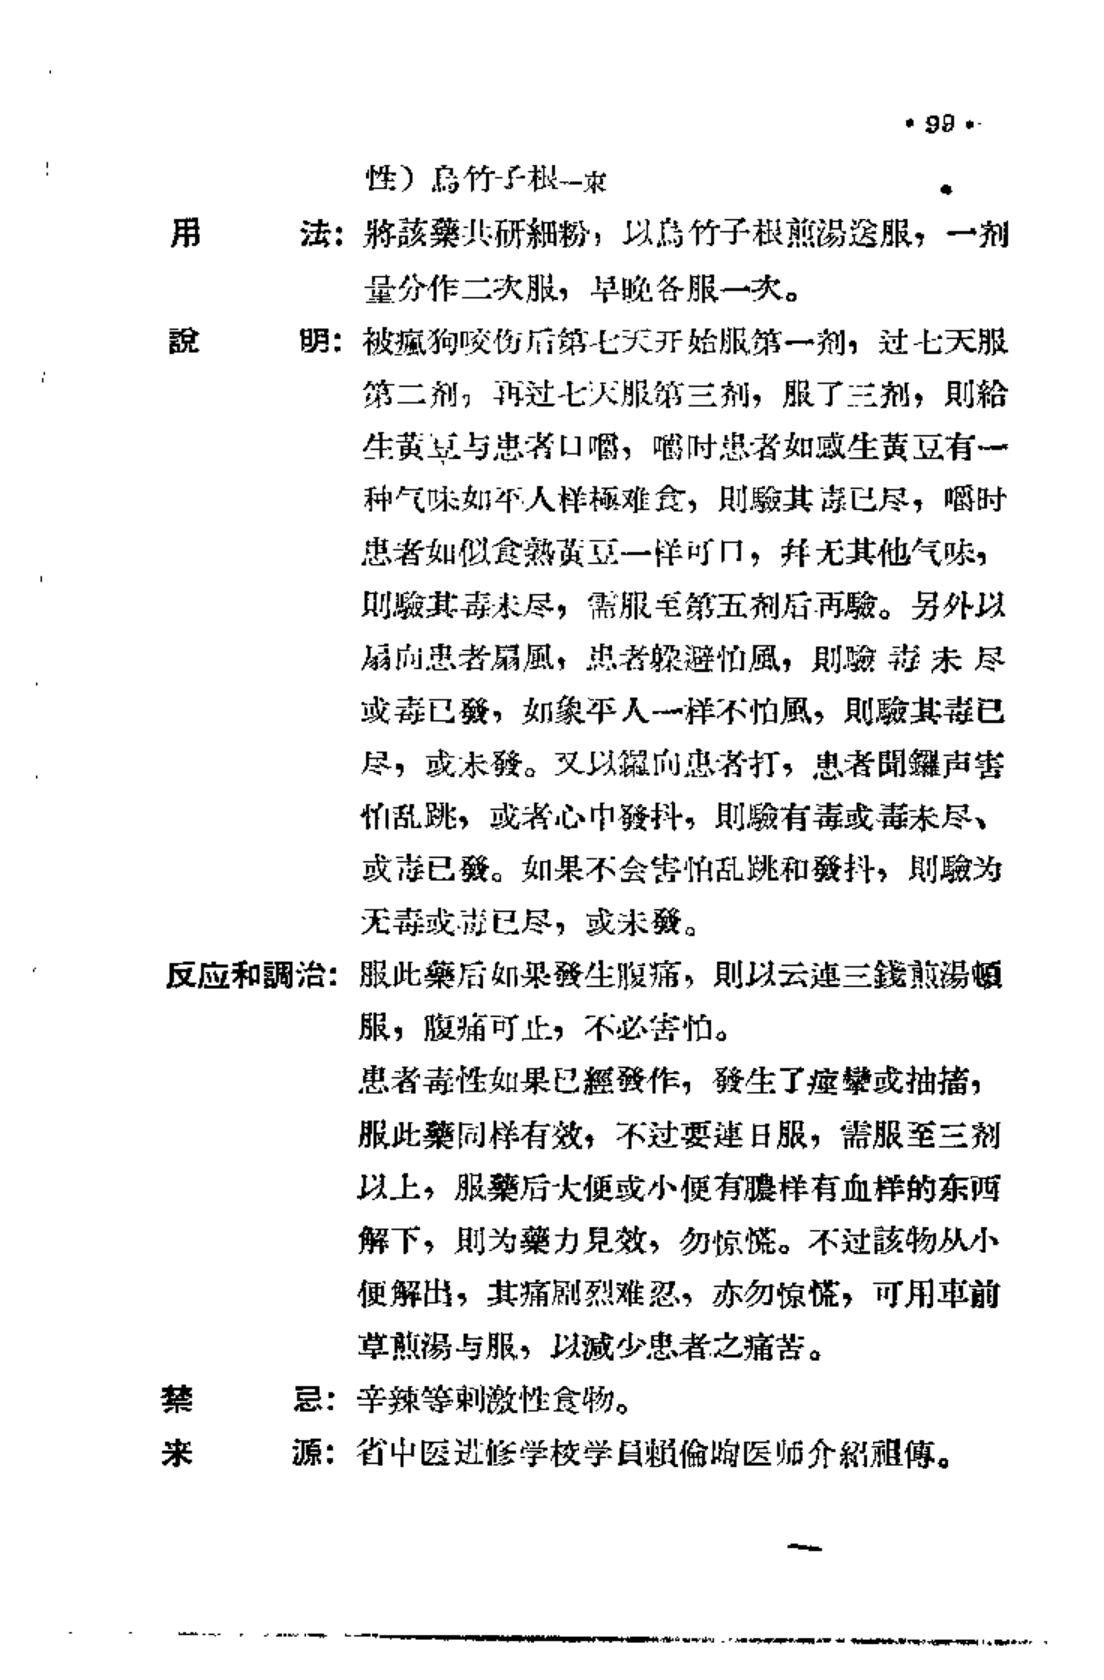 • 99 •
性）烏竹子根一束
用　　法：將該藥共研細粉，以烏竹子根煎湯送服，一剂
量分作二次服，早晚各服一次。
說　　明：被瘋狗咬伤后第七天开始服第一剂，过七天服
第二剂，再过七天服第三剂，服了三剂，則給
生黃豆与患者口嚼，嚼时患者如感生黃豆有一
种气味如平人样極难食，則驗其毒已尽，嚼时
患者如似食熟黃豆一样可口，幷无其他气味，
則驗其毒未尽，需服至第五剂后再驗。另外以
扇向患者扇風，患者躲避怕風，則驗毒未尽
或毒已發，如象平人一样不怕風，則驗其毒已
尽，或未發。又以鑼向患者打，患者聞鑼声害
怕乱跳，或者心中發抖，則驗有毒或毒未尽、
或毒已發。如果不会害怕乱跳和發抖，則驗为
无毒或毒已尽，或未發。
反应和調治：服此藥后如果發生腹痛，則以云連三錢煎湯頓
服，腹痛可止，不必害怕。
患者毒性如果已經發作，發生了痙攣或抽搐，
服此藥同样有效，不过要連日服，需服至三剂
以上，服藥后大便或小便有膿样有血样的东西
解下，則为藥力見效，勿惊慌。不过該物从小
便解出，其痛剧烈难忍，亦勿惊慌，可用車前
草煎湯与服，以減少患者之痛苦。
禁　　忌：辛辣等刺激性食物。
来　　源：省中医进修学校学員賴倫医师介紹祖傳。